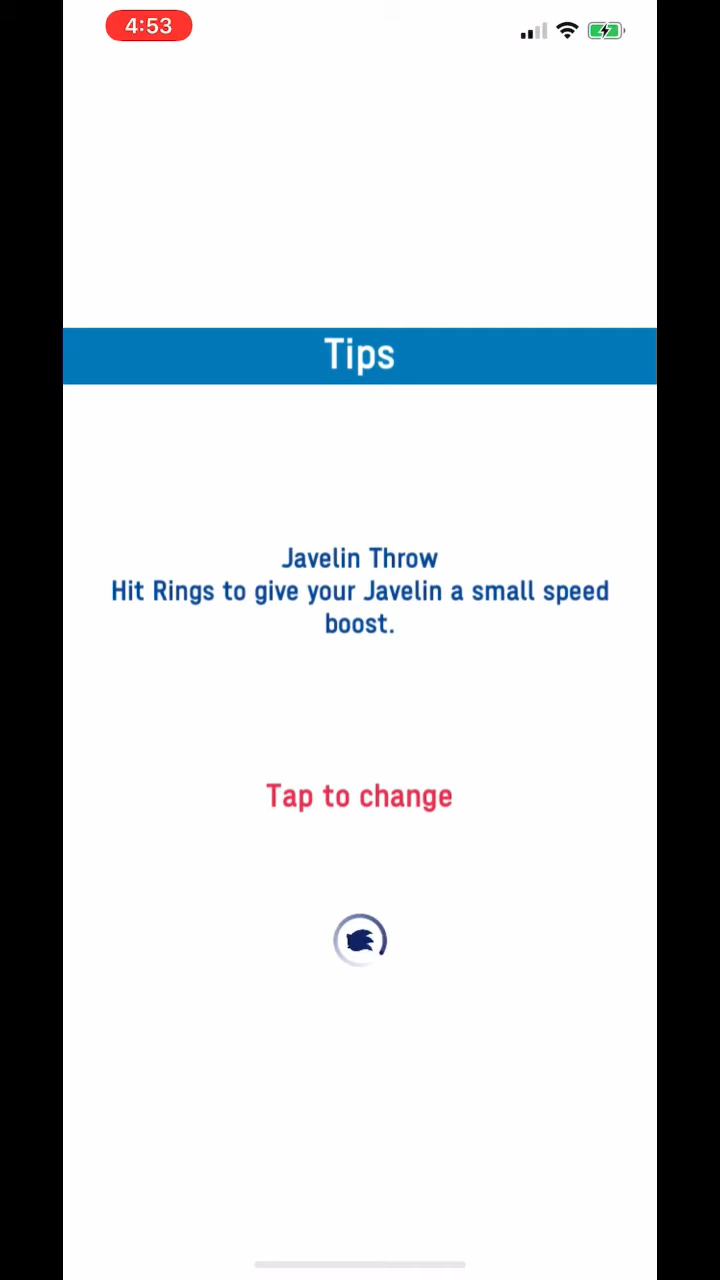 4:53
Tips
Javelin Throw
Hit Rings to give your Javelin a small speed
boost.
Tap to change